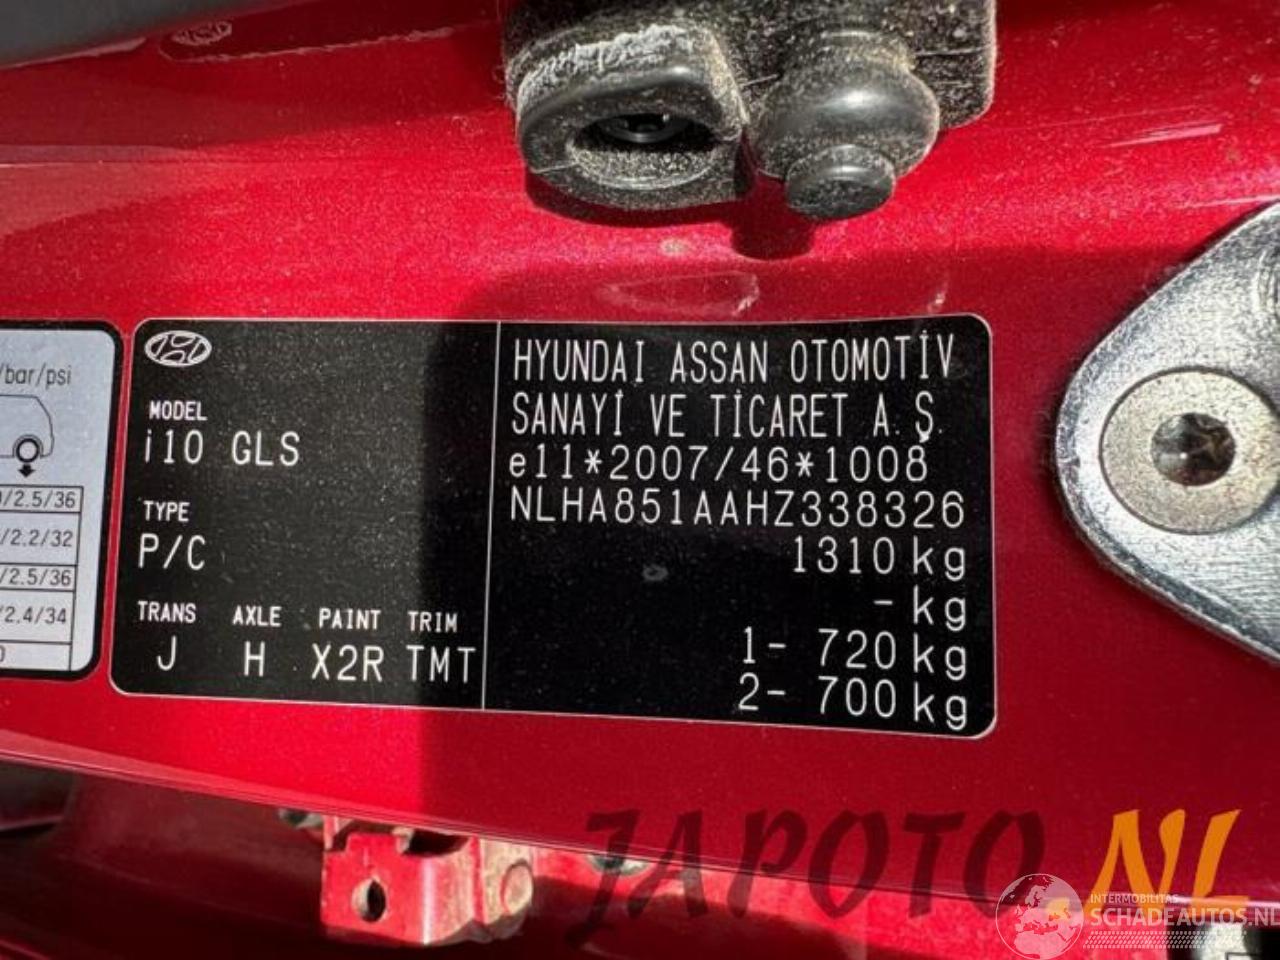 /bar/psi
/2.5/36
/2.2/32
/2.5/36
/2.4/34
MODEL
i10 GLS
TYPE
P/C
TRANS AXLE PAINT TRIM
J H X2R TMT
HYUNDAI ASSAN OTOMOTİV
SANAYİ VE TİCARET A.Ş.
e11*2007/46*1008
NLHA851AAHZ338326
1310 kg
- kg
1- 720 kg
2- 700 kg
JAPOTO NL
INTERMOBILITAS
SCHADEAUTOS.NL